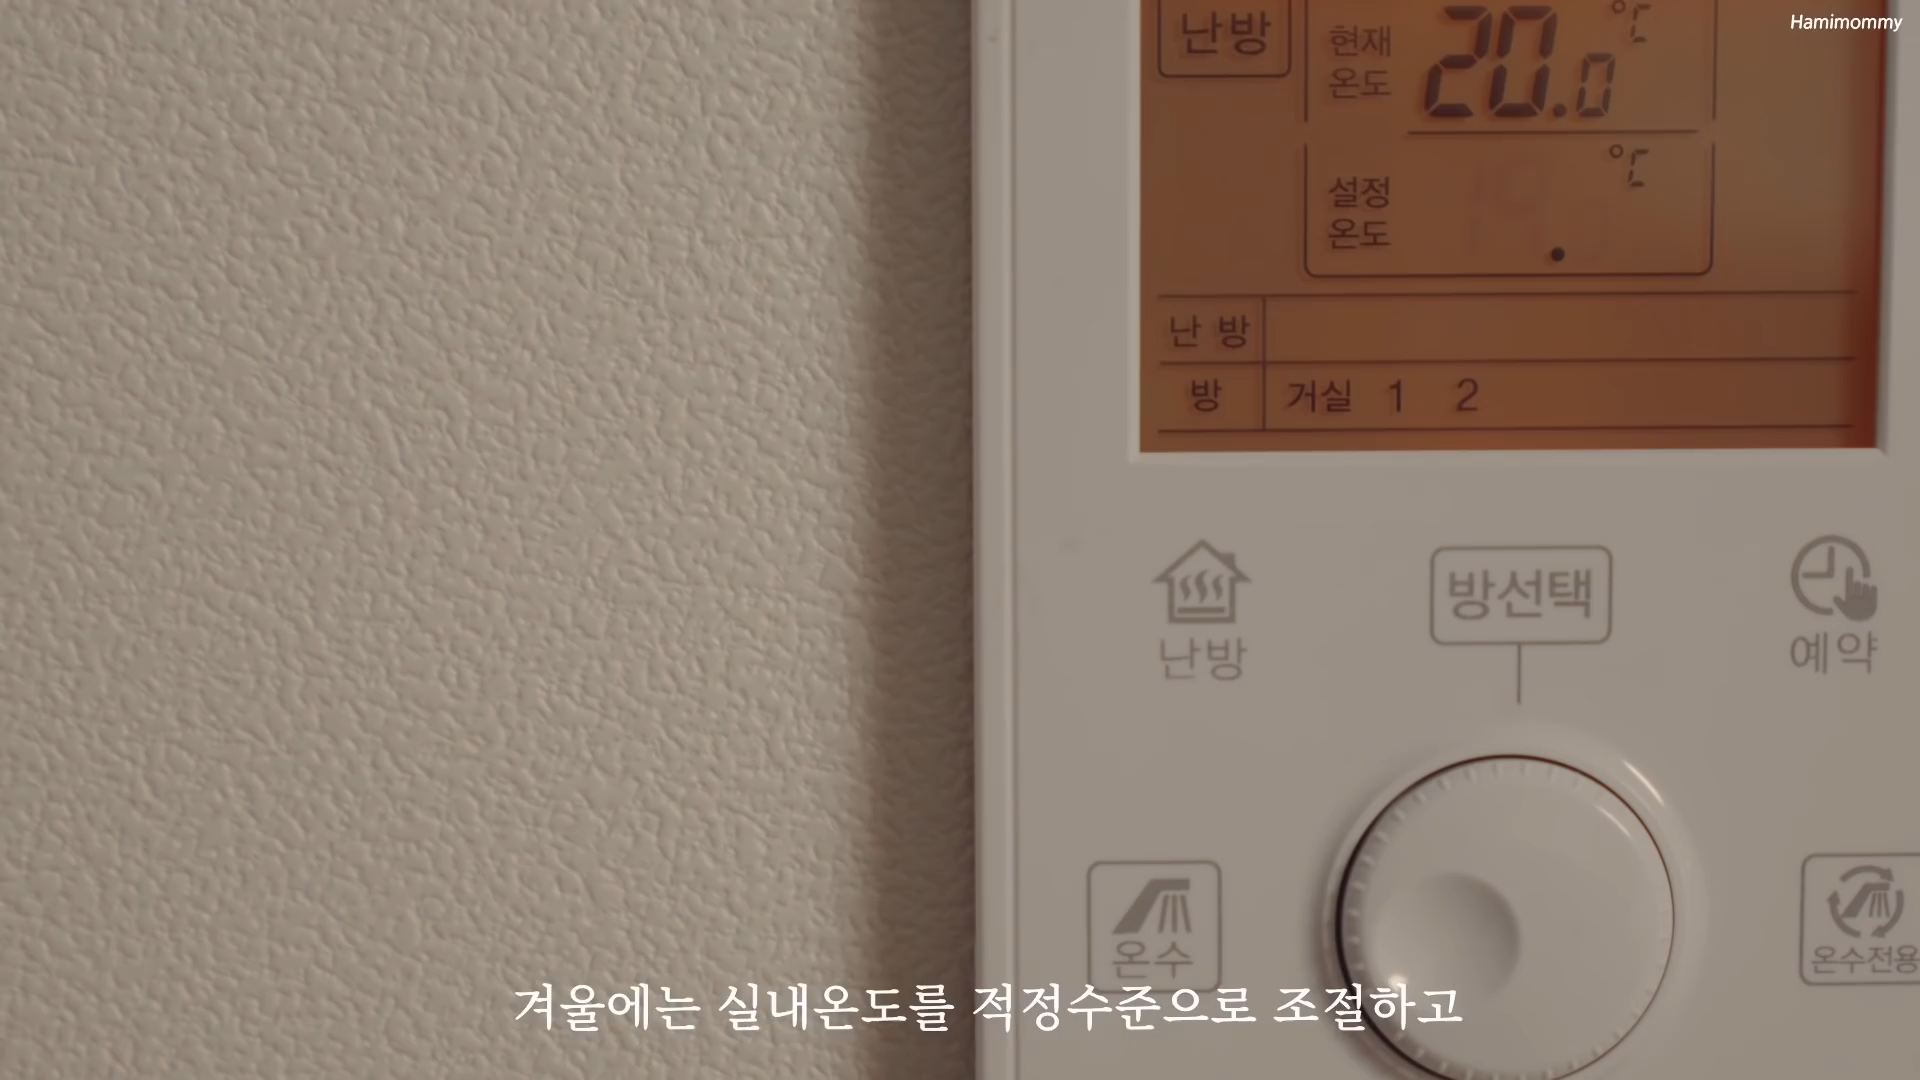 Hamimommy
난방
현재
온도
20.0 °C
설정
온도
°C
난 방
방 거실 1 2
난방
방선택
예약
온수
온수전용
겨울에는 실내온도를 적정수준으로 조절하고